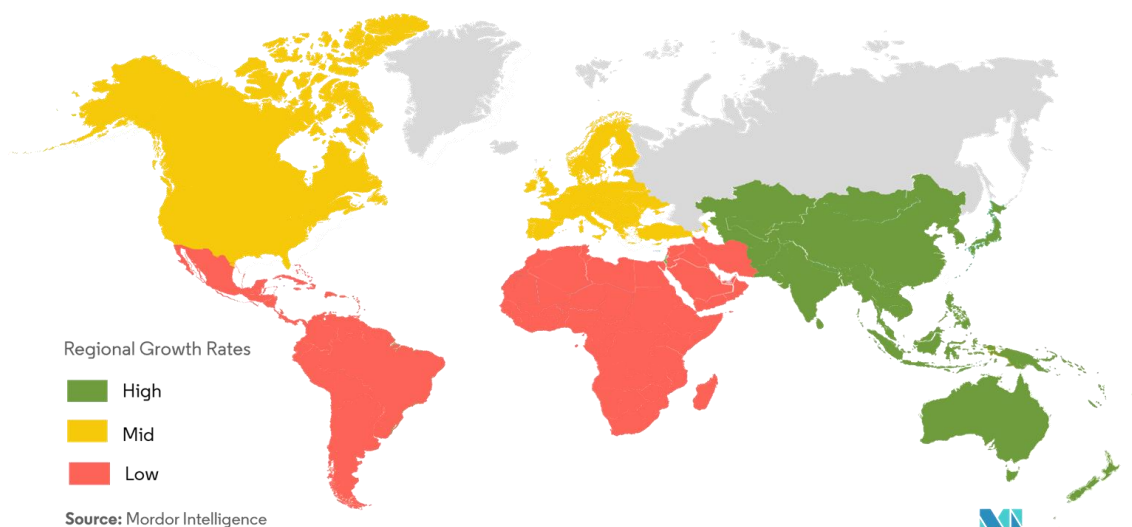 Regional Growth Rates
High
Mid
Low
Source: Mordor Intelligence